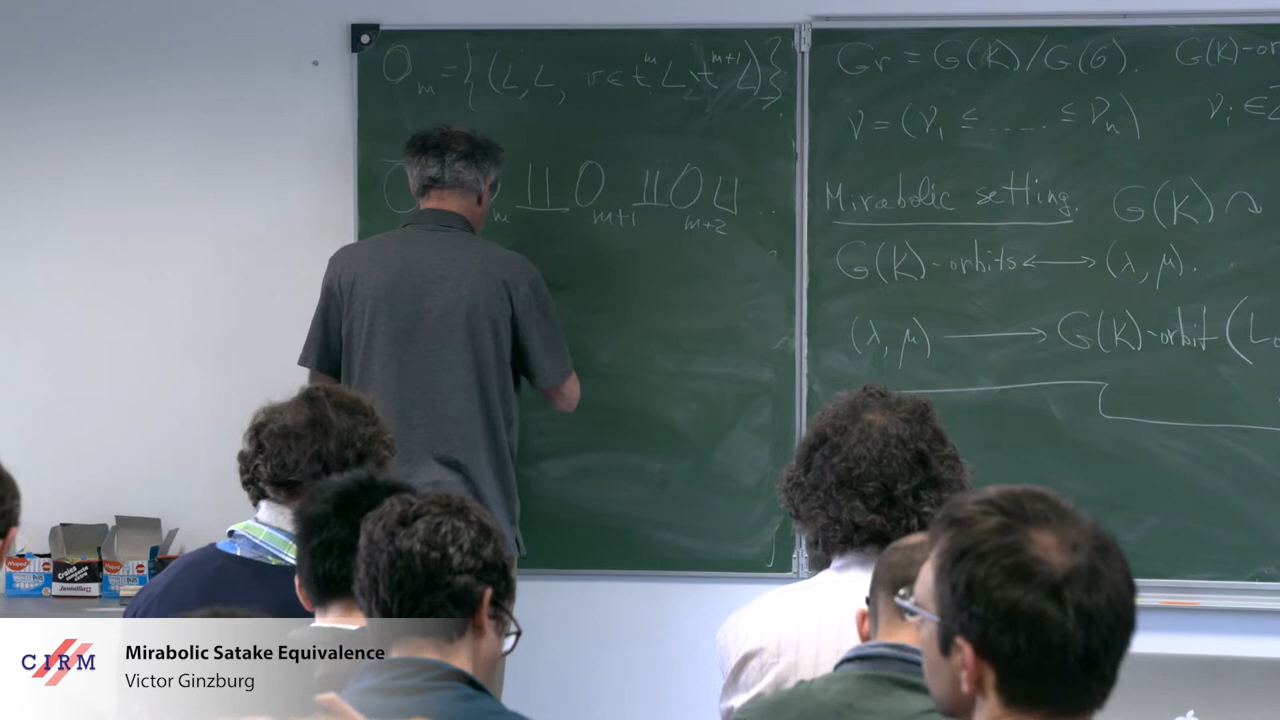 O_m = {(L, L, v ∈ t^m L \ t^{m+1} L)}
m ∐ O_{m+1} ∐ O_{m+2} ⊔ ...
Gr = G(K)/G(O). G(K)-or
ν = (ν_1 ≤ ...... ≤ ν_n) ν_i ∈ Z
Mirabolic setting. G(K) ↷
G(K)-orbits ⟷ (λ, μ).
(λ, μ) ⟶ G(K)-orbit (L_0
CIRM
Mirabolic Satake Equivalence
Victor Ginzburg